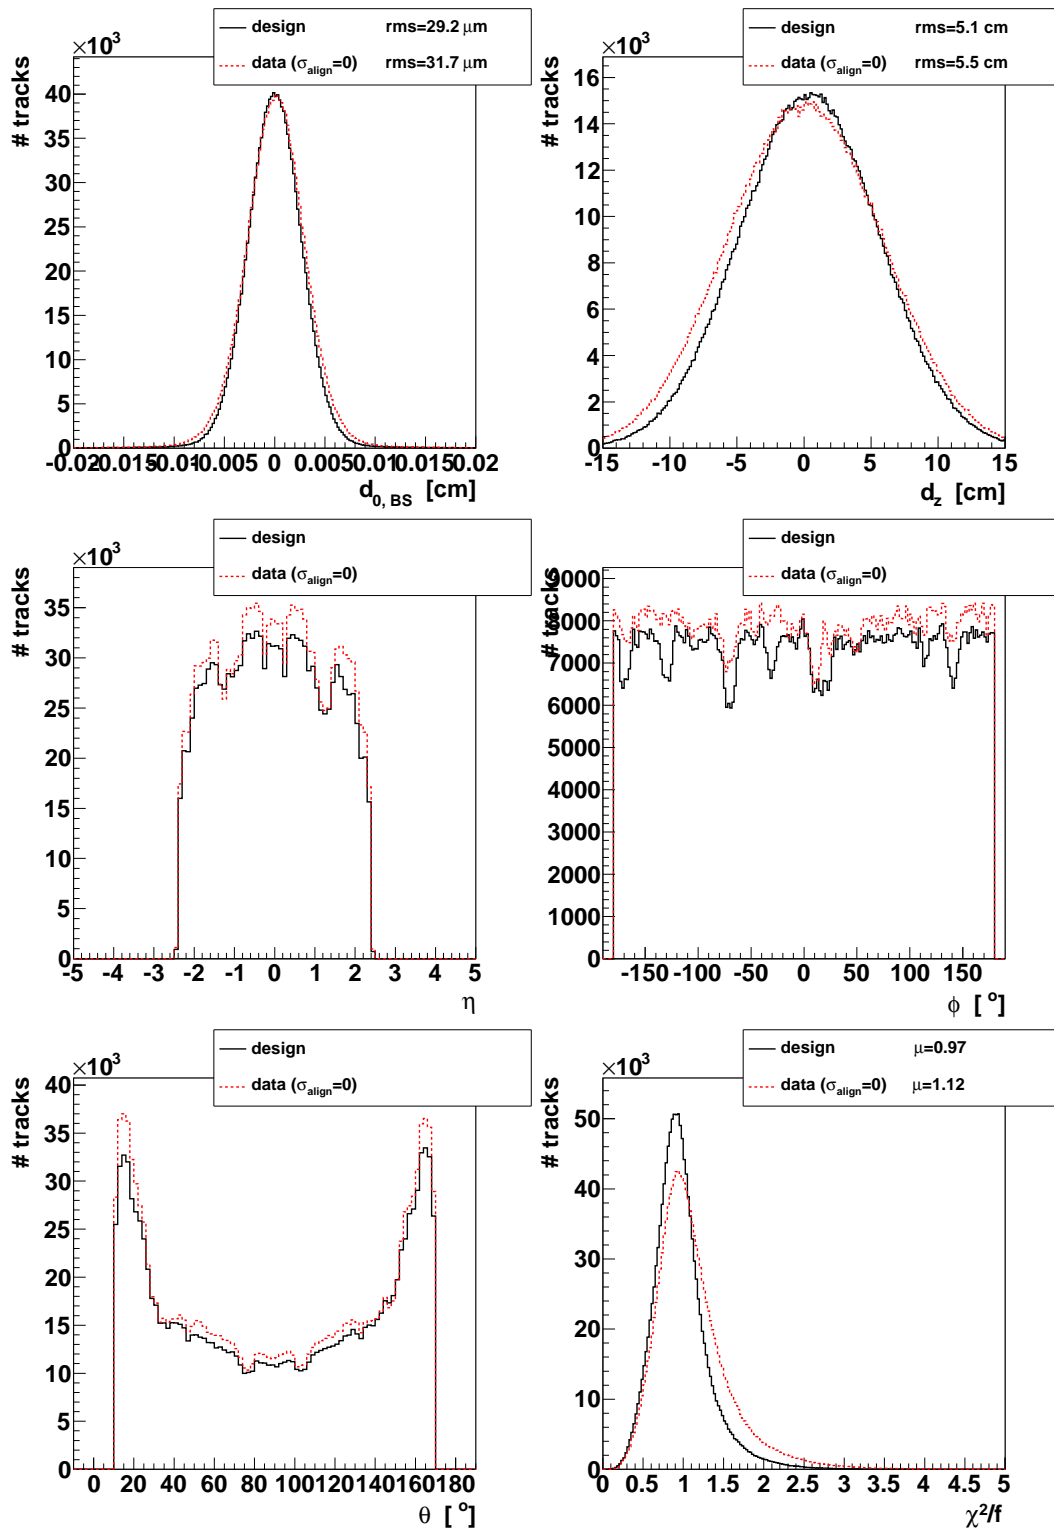 design rms=29.2 μm
data (σalign=0) rms=31.7 μm
×10³
# tracks
40
35
30
25
20
15
10
5
0
-0.02 -0.015 -0.01 -0.005 0 0.005 0.01 0.015 0.02
d0, BS [cm]
design rms=5.1 cm
data (σalign=0) rms=5.5 cm
×10³
# tracks
16
14
12
10
8
6
4
2
0
-15 -10 -5 0 5 10 15
dz [cm]
design
data (σalign=0)
×10³
# tracks
35
30
25
20
15
10
5
0
-5 -4 -3 -2 -1 0 1 2 3 4 5
η
design
data (σalign=0)
# tracks
9000
8000
7000
6000
5000
4000
3000
2000
1000
0
-150 -100 -50 0 50 100 150
ϕ [°]
design
data (σalign=0)
×10³
# tracks
40
35
30
25
20
15
10
5
0
0 20 40 60 80 100 120 140 160 180
θ [°]
design μ=0.97
data (σalign=0) μ=1.12
×10³
# tracks
50
40
30
20
10
0
0 0.5 1 1.5 2 2.5 3 3.5 4 4.5 5
χ²/f